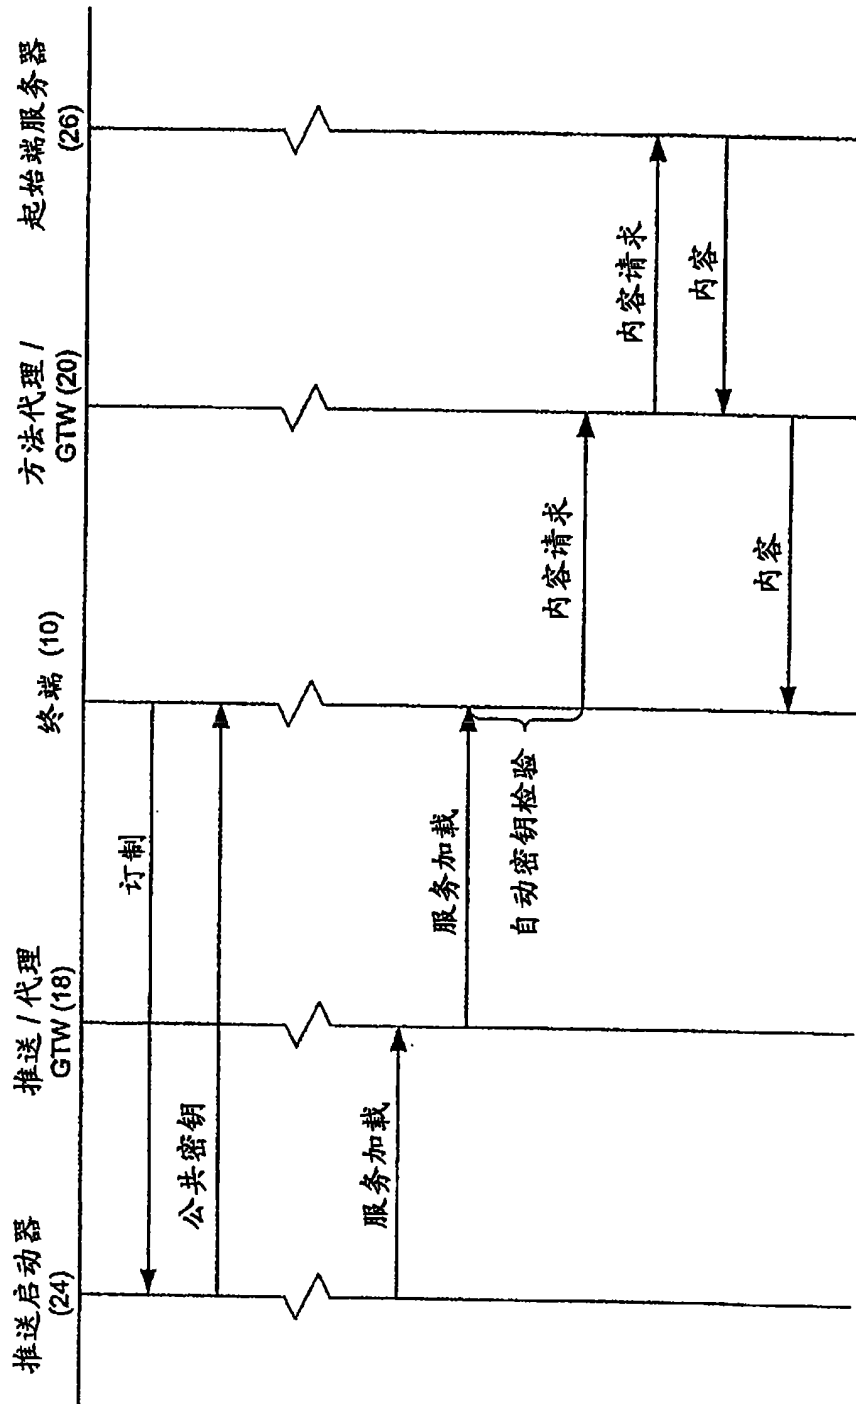 推送启动器
(24)
推送 / 代理
GTW (18)
终端 (10)
方法代理 /
GTW (20)
起始端服务器
(26)
订制
公共密钥
服务加载
服务加载
自动密钥检验
内容请求
内容请求
内容
内容